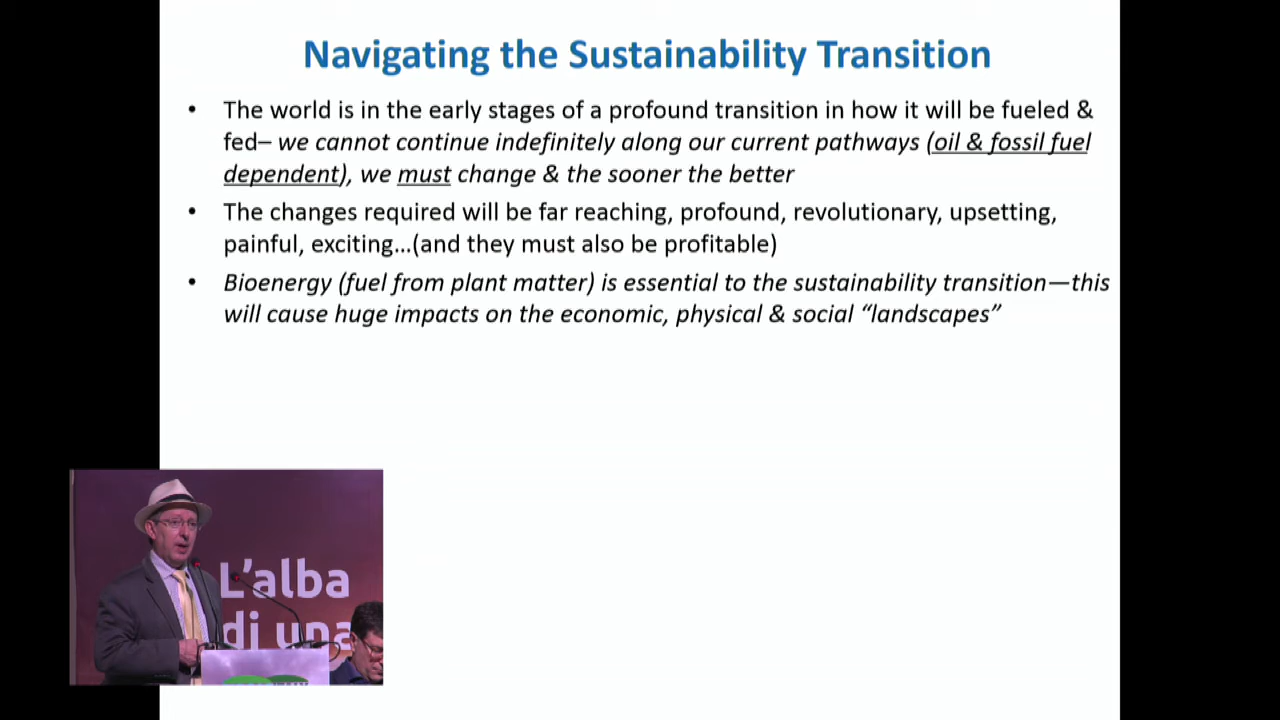 Navigating the Sustainability Transition
• The world is in the early stages of a profound transition in how it will be fueled &
fed– we cannot continue indefinitely along our current pathways (oil & fossil fuel
dependent), we must change & the sooner the better
• The changes required will be far reaching, profound, revolutionary, upsetting,
painful, exciting…(and they must also be profitable)
• Bioenergy (fuel from plant matter) is essential to the sustainability transition—this
will cause huge impacts on the economic, physical & social “landscapes”
L'alba
di una